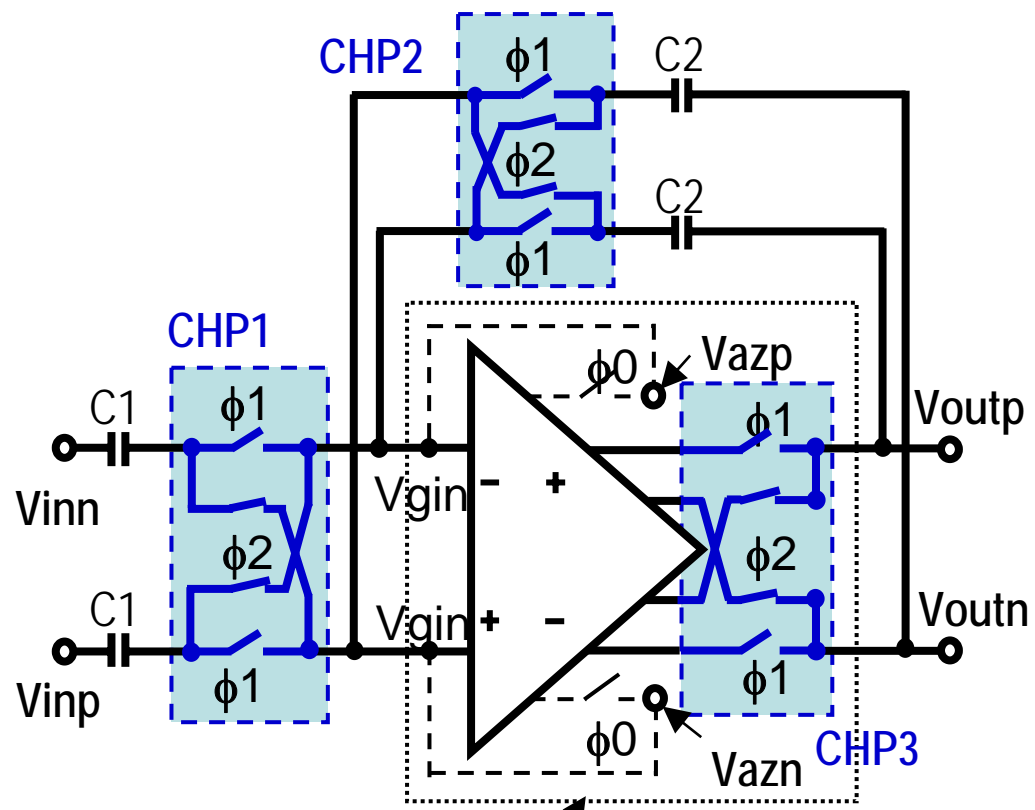 CHP2
ϕ1
C2
ϕ2
C2
ϕ1
CHP1
Vazp
ϕ0
C1
ϕ1
ϕ1
Voutp
Vinn
Vgin
-
+
ϕ2
ϕ2
C1
Vgin
+
-
Voutn
Vinp
ϕ1
ϕ1
ϕ0
CHP3
Vazn